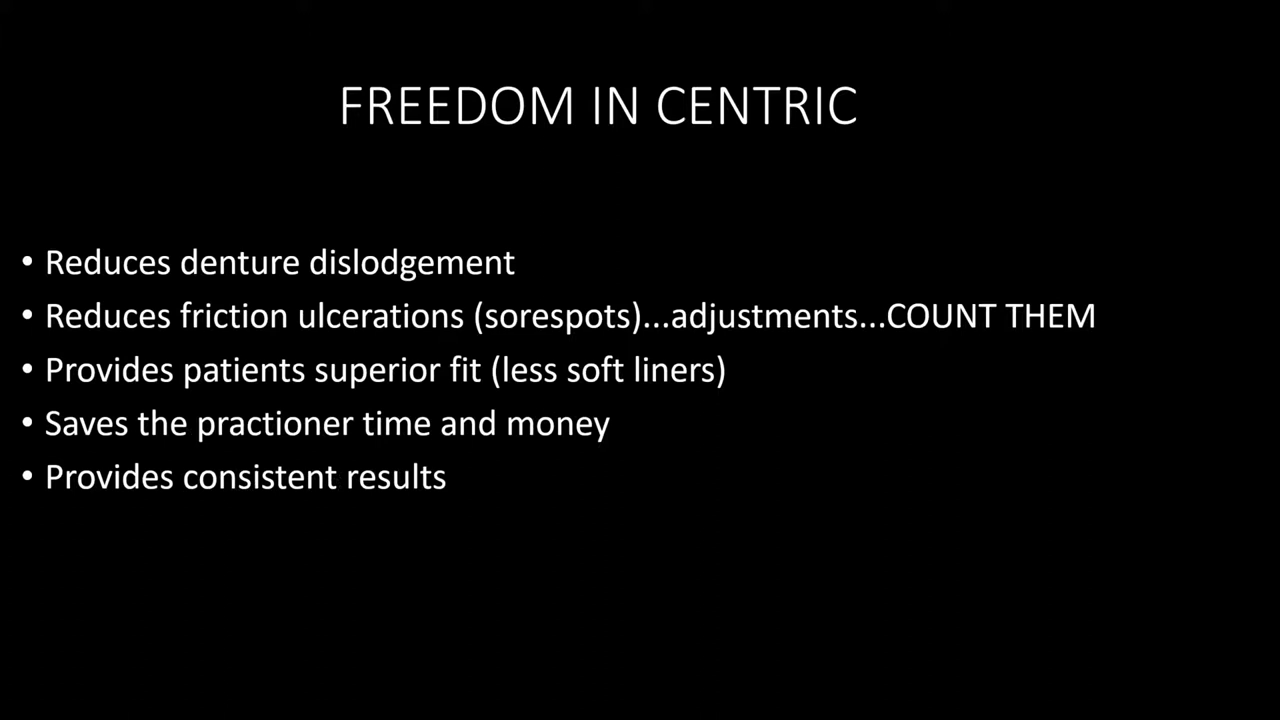 FREEDOM IN CENTRIC
• Reduces denture dislodgement
• Reduces friction ulcerations (sorespots)...adjustments...COUNT THEM
• Provides patients superior fit (less soft liners)
• Saves the practioner time and money
• Provides consistent results